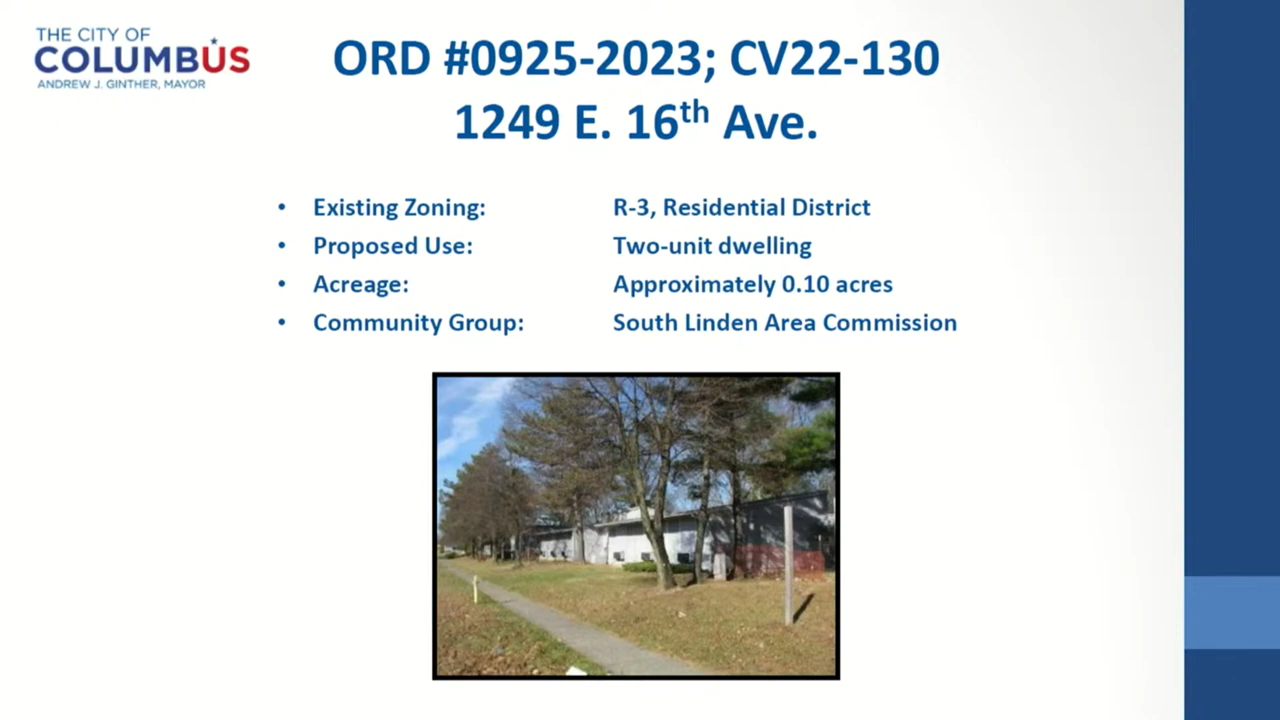 THE CITY OF
COLUMBUS
ANDREW J. GINTHER, MAYOR
ORD #0925-2023; CV22-130
1249 E. 16th Ave.
• Existing Zoning: R-3, Residential District
• Proposed Use: Two-unit dwelling
• Acreage: Approximately 0.10 acres
• Community Group: South Linden Area Commission